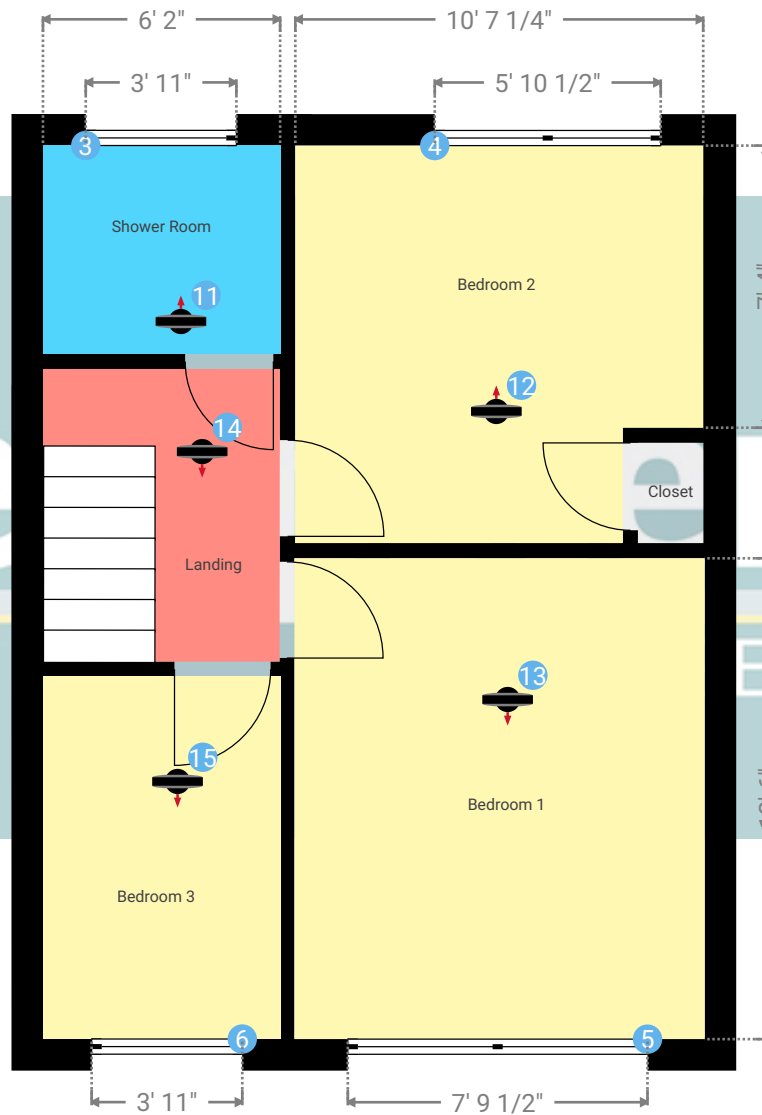 6' 2"
10' 7 1/4"
3' 11"
5' 10 1/2"
3
4
Shower Room
Bedroom 2
11
12
14
Closet
Landing
13
15
Bedroom 1
Bedroom 3
6
5
3' 11"
7' 9 1/2"